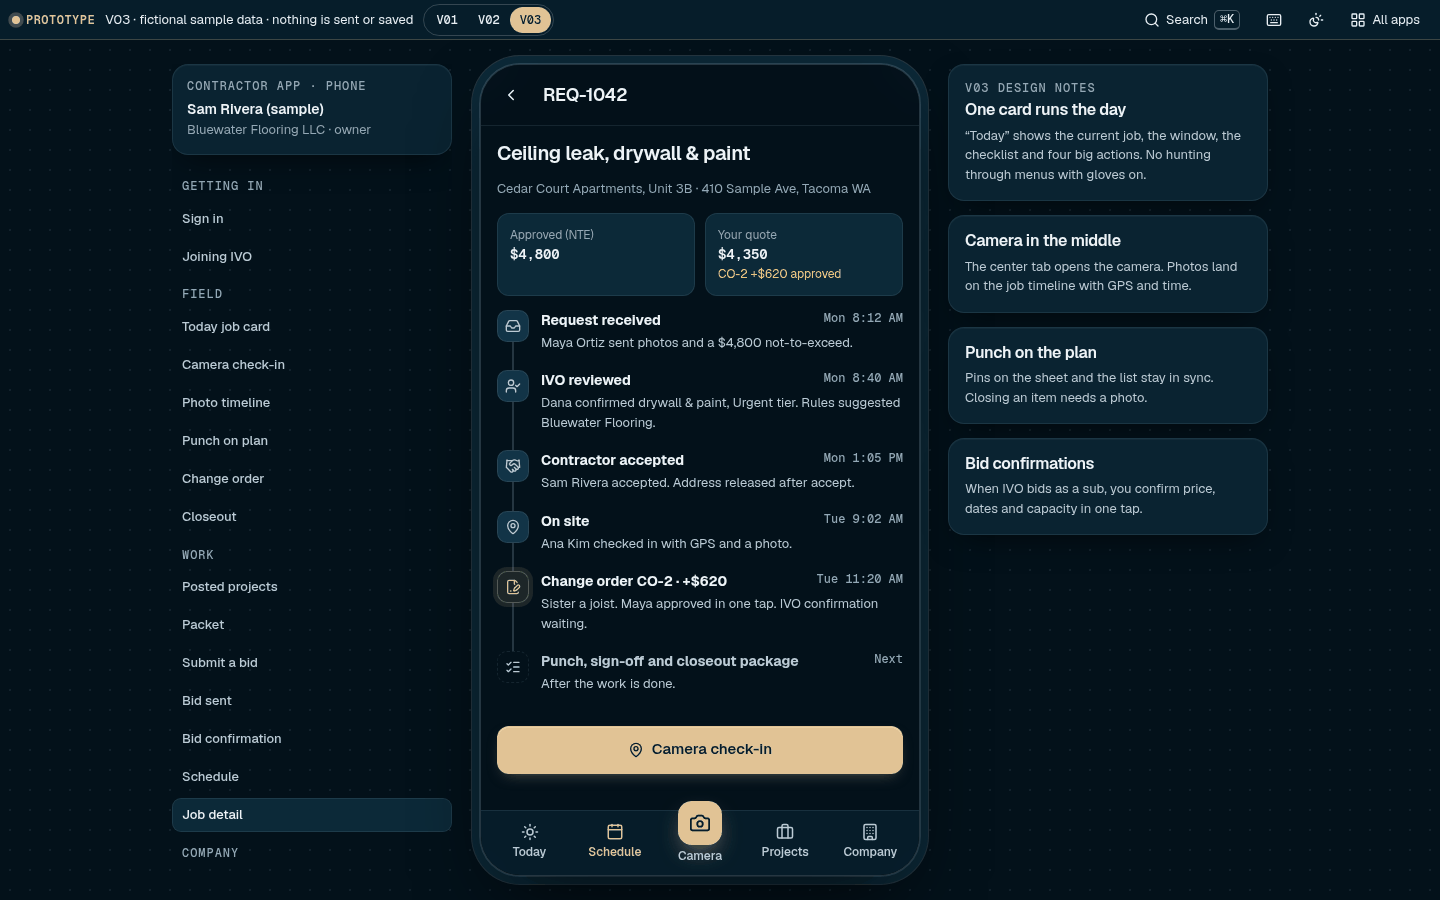 PROTOTYPE V03 · fictional sample data · nothing is sent or saved V01 V02 V03 Search ⌘K All apps
CONTRACTOR APP · PHONE
Sam Rivera (sample)
Bluewater Flooring LLC · owner
GETTING IN
Sign in
Joining IVO
FIELD
Today job card
Camera check-in
Photo timeline
Punch on plan
Change order
Closeout
WORK
Posted projects
Packet
Submit a bid
Bid sent
Bid confirmation
Schedule
Job detail
COMPANY
REQ-1042
Ceiling leak, drywall & paint
Cedar Court Apartments, Unit 3B · 410 Sample Ave, Tacoma WA
Approved (NTE)
$4,800
Your quote
$4,350
CO-2 +$620 approved
Request received Mon 8:12 AM
Maya Ortiz sent photos and a $4,800 not-to-exceed.
IVO reviewed Mon 8:40 AM
Dana confirmed drywall & paint, Urgent tier. Rules suggested
Bluewater Flooring.
Contractor accepted Mon 1:05 PM
Sam Rivera accepted. Address released after accept.
On site Tue 9:02 AM
Ana Kim checked in with GPS and a photo.
Change order CO-2 · +$620 Tue 11:20 AM
Sister a joist. Maya approved in one tap. IVO confirmation
waiting.
Punch, sign-off and closeout package Next
After the work is done.
Camera check-in
Today Schedule Camera Projects Company
V03 DESIGN NOTES
One card runs the day
“Today” shows the current job, the window, the
checklist and four big actions. No hunting
through menus with gloves on.
Camera in the middle
The center tab opens the camera. Photos land
on the job timeline with GPS and time.
Punch on the plan
Pins on the sheet and the list stay in sync.
Closing an item needs a photo.
Bid confirmations
When IVO bids as a sub, you confirm price,
dates and capacity in one tap.